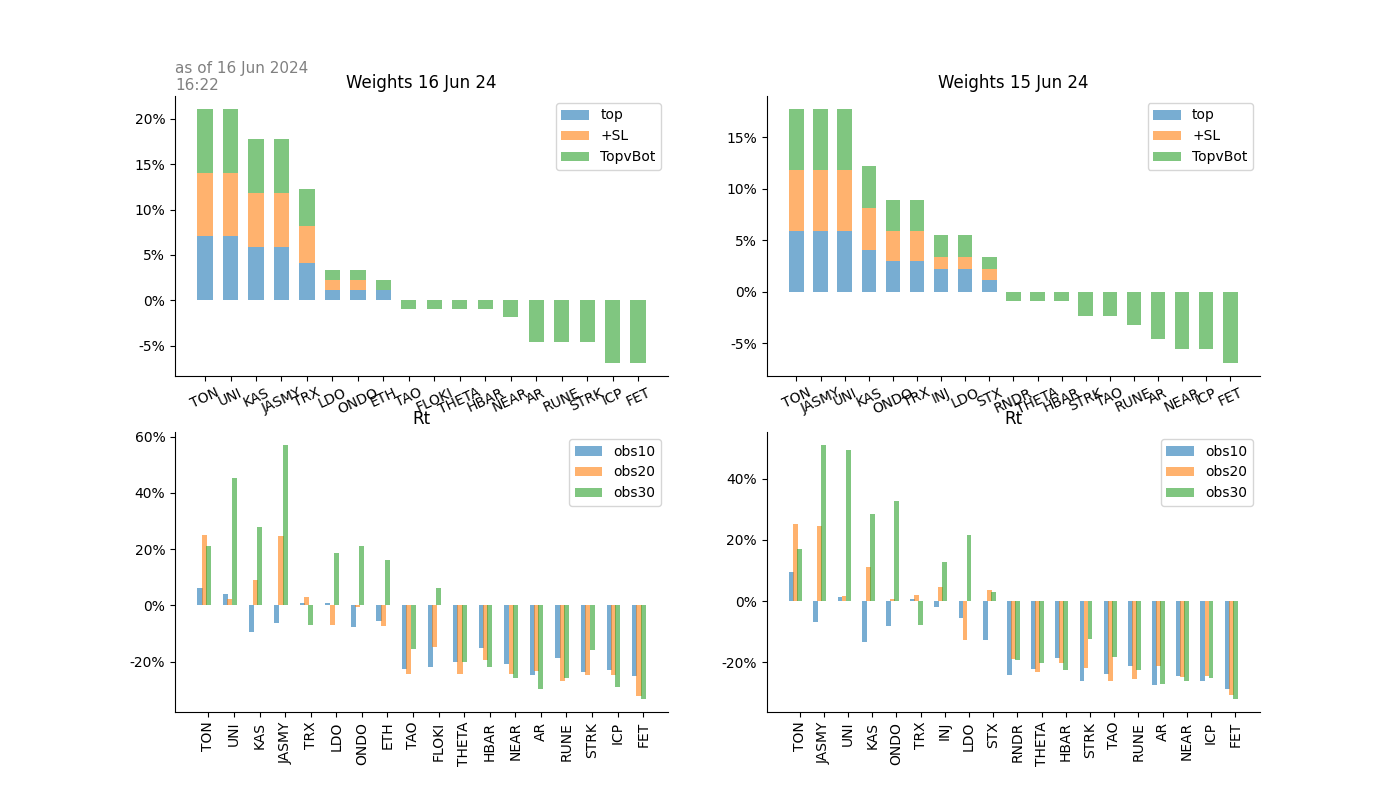 as of 16 Jun 2024
16:22
Weights 16 Jun 24
20%
15%
10%
5%
0%
-5%
top
+SL
TopvBot
TON UNI KAS JASMY TRX LDO ONDO ETH TAO FLOKI THETA HBAR NEAR AR RUNE STRK ICP FET
Weights 15 Jun 24
15%
10%
5%
0%
-5%
top
+SL
TopvBot
TON JASMY UNI KAS ONDO TRX INJ LDO STX RNDR THETA HBAR STRK TAO RUNE AR NEAR ICP FET
Rt
60%
40%
20%
0%
-20%
obs10
obs20
obs30
TON UNI KAS JASMY TRX LDO ONDO ETH TAO FLOKI THETA HBAR NEAR AR RUNE STRK ICP FET
Rt
40%
20%
0%
-20%
obs10
obs20
obs30
TON JASMY UNI KAS ONDO TRX INJ LDO STX RNDR THETA HBAR STRK TAO RUNE AR NEAR ICP FET